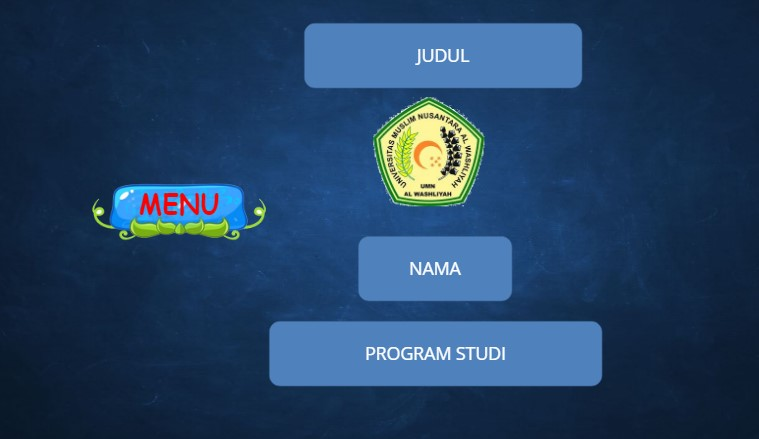 JUDUL
UNIVERSITAS MUSLIM NUSANTARA AL WASHLIYAH
UMN
AL WASHLIYAH
MENU
NAMA
PROGRAM STUDI